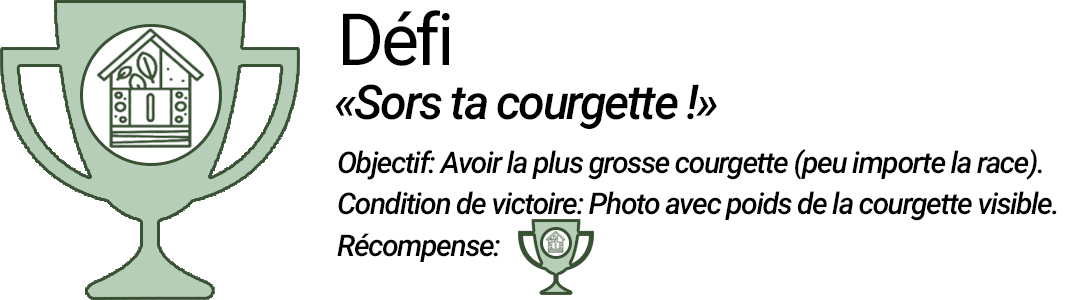 Défi
«Sors ta courgette !»
Objectif: Avoir la plus grosse courgette (peu importe la race).
Condition de victoire: Photo avec poids de la courgette visible.
Récompense: